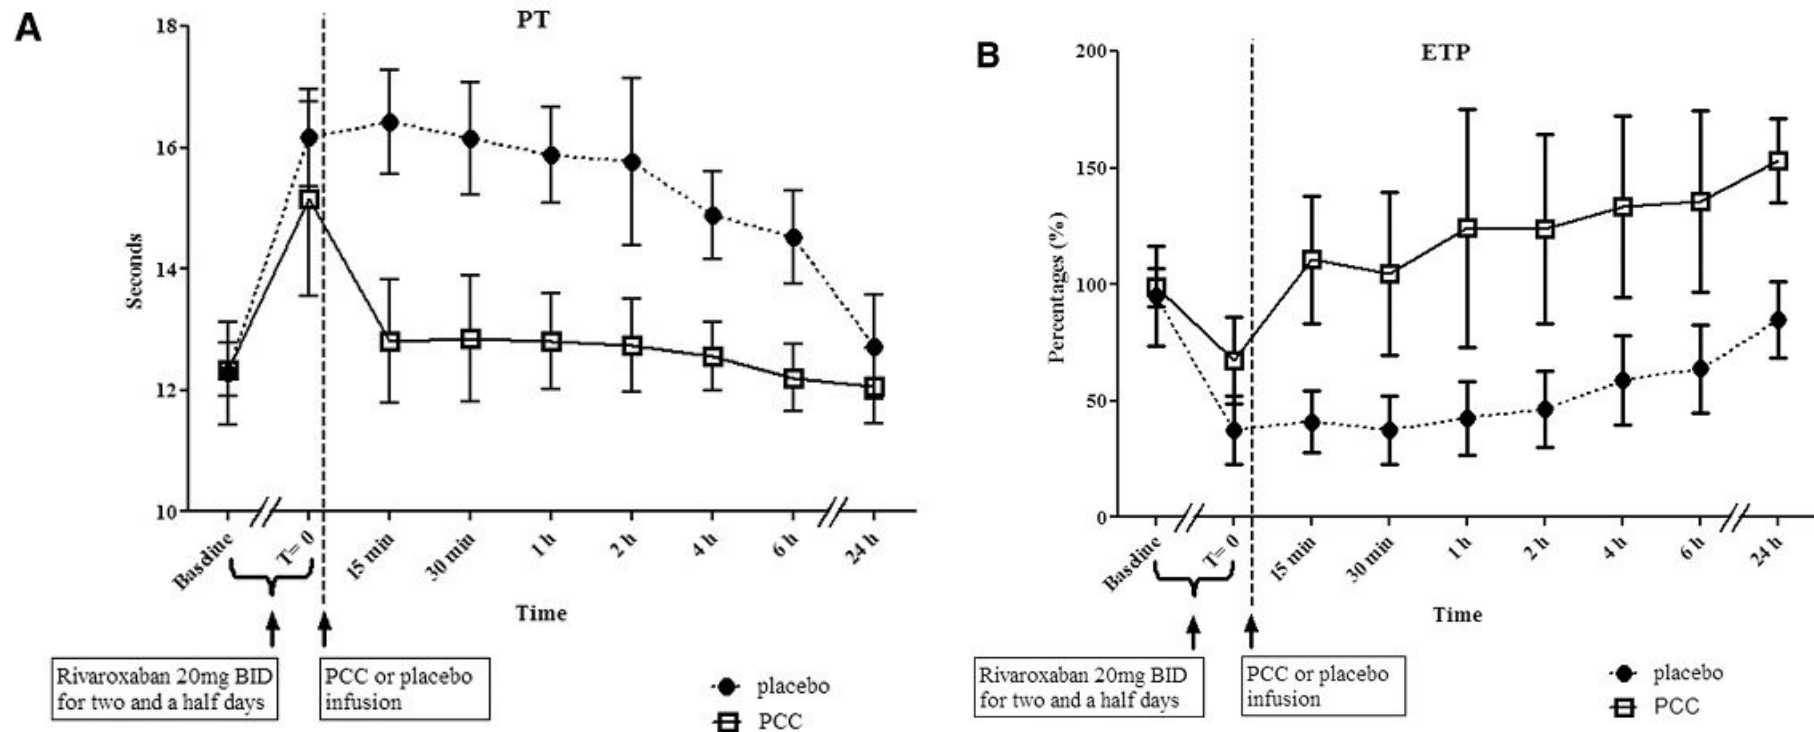 A
PT
18
16
14
12
10
Seconds
Baseline
T= 0
15 min
30 min
1 h
2 h
4 h
6 h
24 h
Time
Rivaroxaban 20mg BID
for two and a half days
PCC or placebo
infusion
placebo
PCC
B
ETP
200
150
100
50
0
Percentages (%)
Baseline
T= 0
15 min
30 min
1 h
2 h
4 h
6 h
24 h
Time
Rivaroxaban 20mg BID
for two and a half days
PCC or placebo
infusion
placebo
PCC